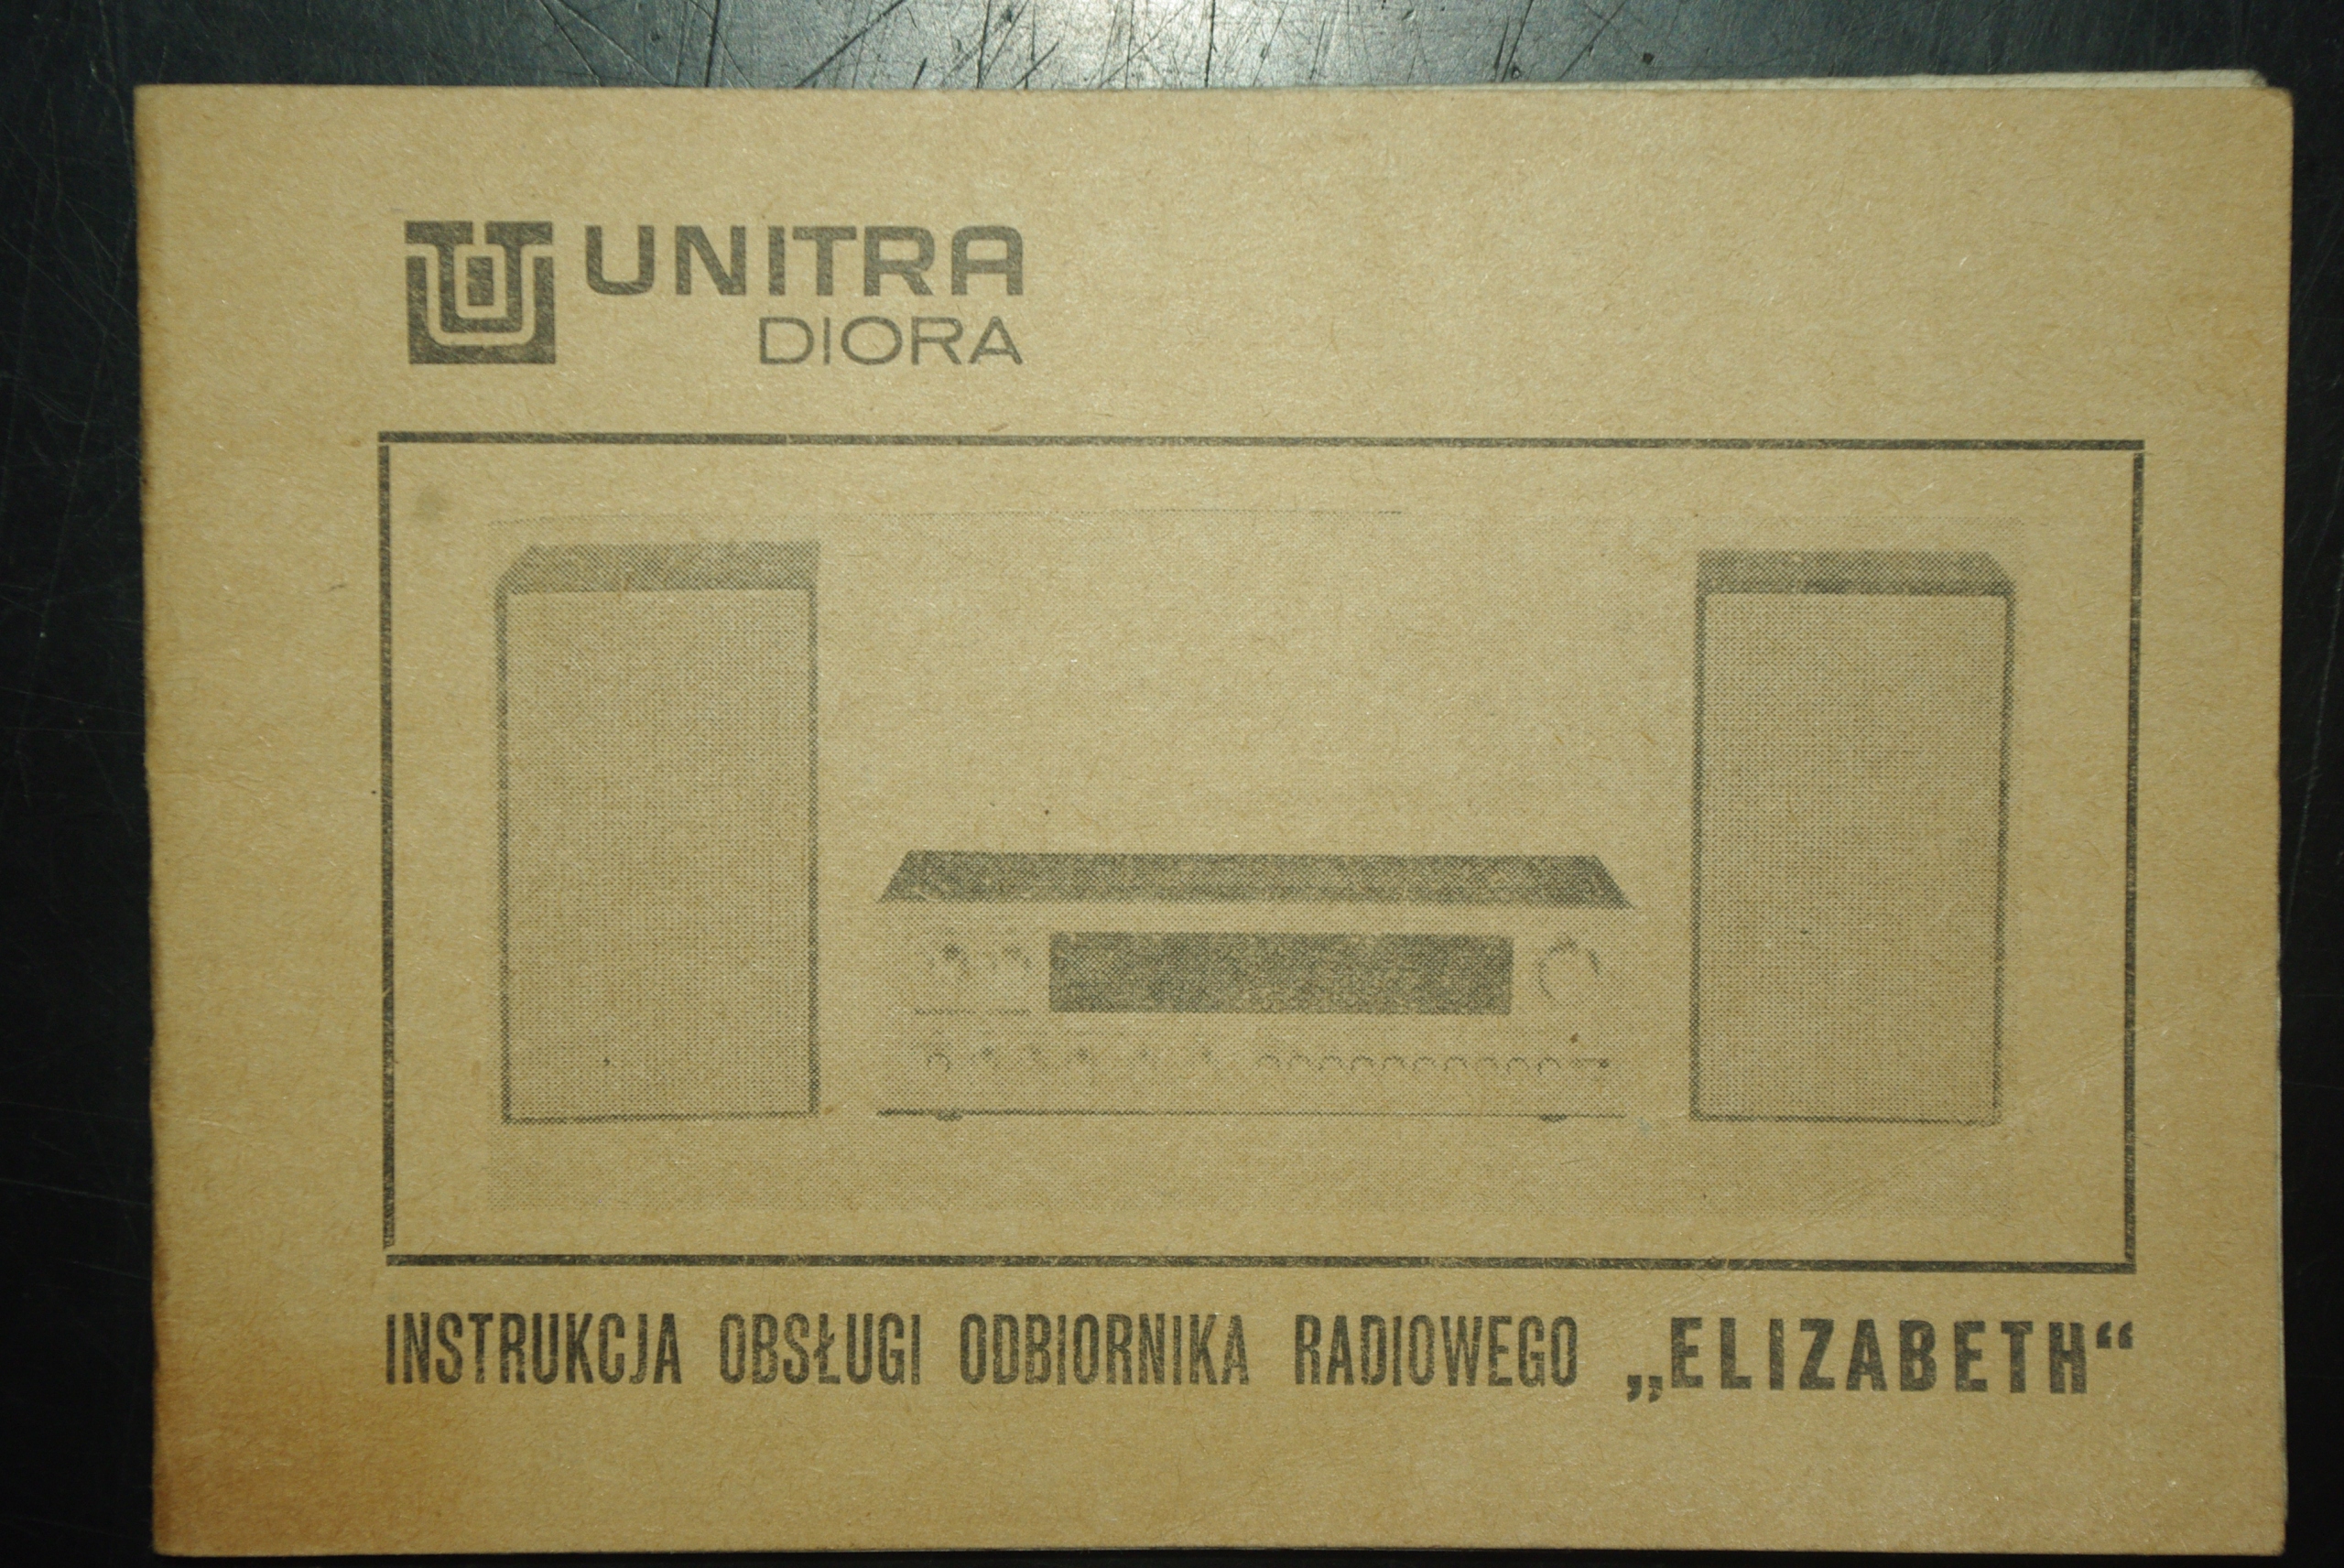 UNITRA
DIORA
INSTRUKCJA OBSŁUGI ODBIORNIKA RADIOWEGO „ELIZABETH“